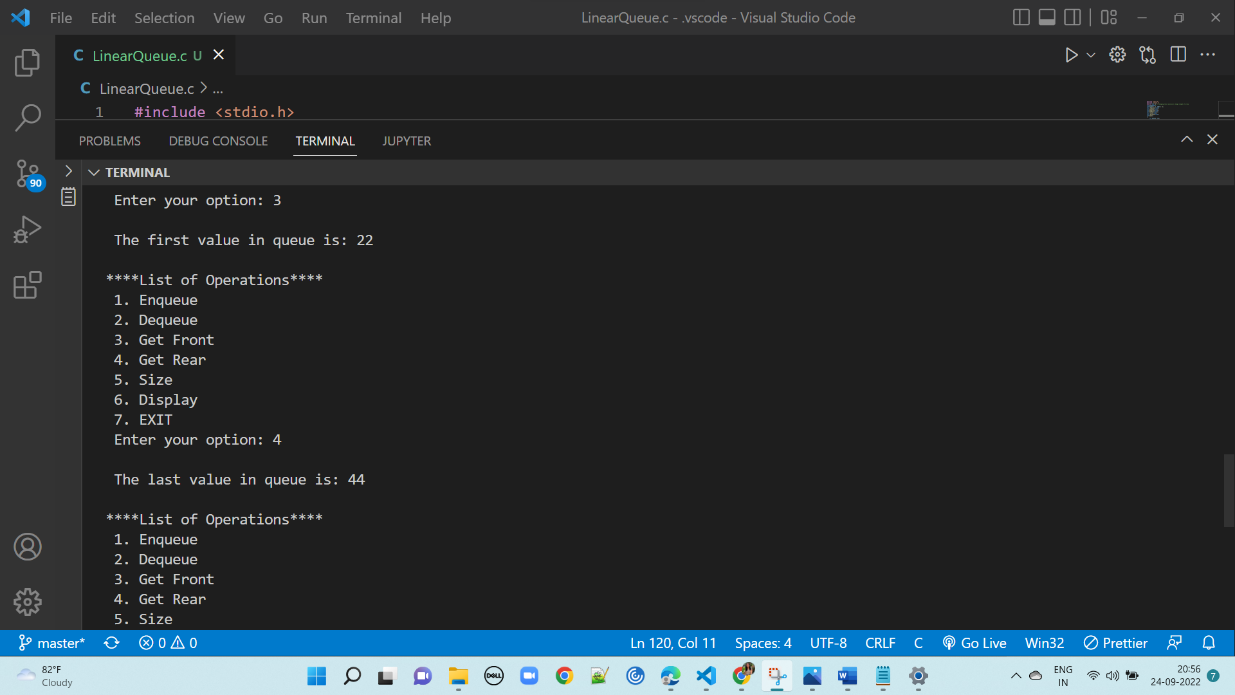 File Edit Selection View Go Run Terminal Help LinearQueue.c - .vscode - Visual Studio Code
C LinearQueue.c U
C LinearQueue.c > ...
1 #include <stdio.h>
PROBLEMS DEBUG CONSOLE TERMINAL JUPYTER
90
TERMINAL
Enter your option: 3
The first value in queue is: 22
****List of Operations****
1. Enqueue
2. Dequeue
3. Get Front
4. Get Rear
5. Size
6. Display
7. EXIT
Enter your option: 4
The last value in queue is: 44
****List of Operations****
1. Enqueue
2. Dequeue
3. Get Front
4. Get Rear
5. Size
master* 0 0 Ln 120, Col 11 Spaces: 4 UTF-8 CRLF C Go Live Win32 Prettier
82°F
Cloudy
DELL
ENG
IN
20:56
24-09-2022
7